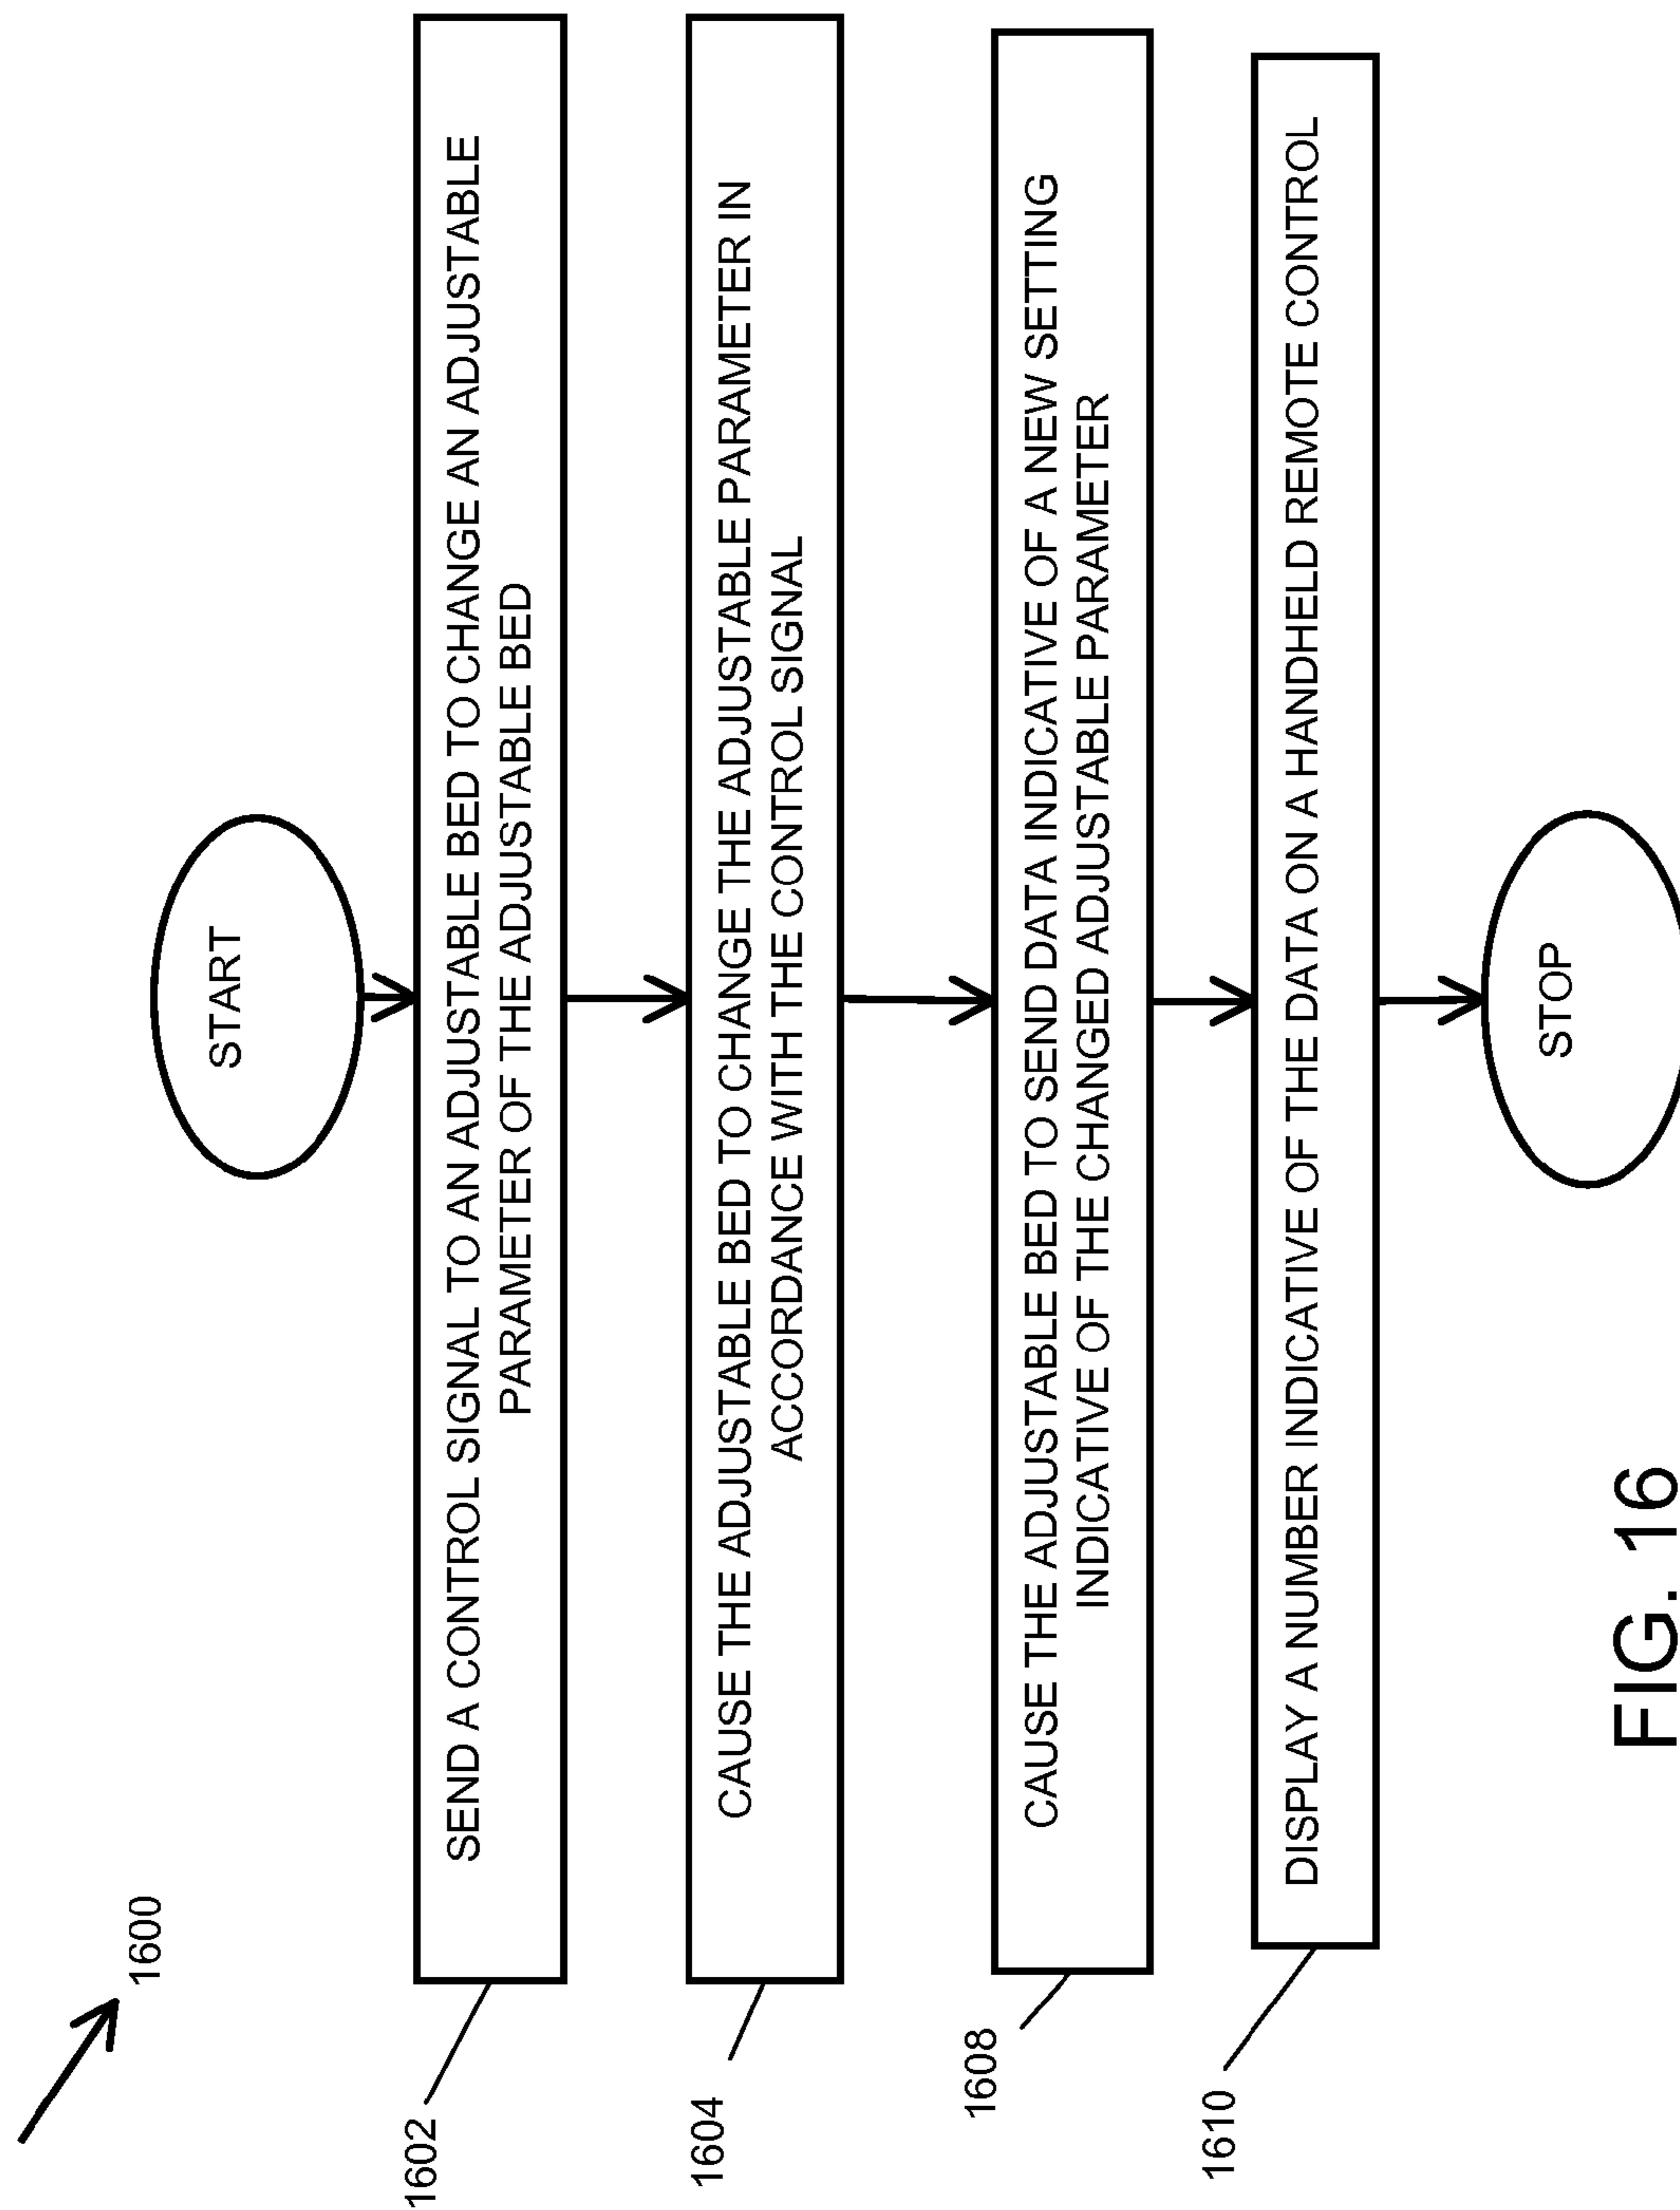 1600
START
1602
SEND A CONTROL SIGNAL TO AN ADJUSTABLE BED TO CHANGE AN ADJUSTABLE
PARAMETER OF THE ADJUSTABLE BED
1604
CAUSE THE ADJUSTABLE BED TO CHANGE THE ADJUSTABLE PARAMETER IN
ACCORDANCE WITH THE CONTROL SIGNAL
1608
CAUSE THE ADJUSTABLE BED TO SEND DATA INDICATIVE OF A NEW SETTING
INDICATIVE OF THE CHANGED ADJUSTABLE PARAMETER
1610
DISPLAY A NUMBER INDICATIVE OF THE DATA ON A HANDHELD REMOTE CONTROL
STOP
FIG. 16